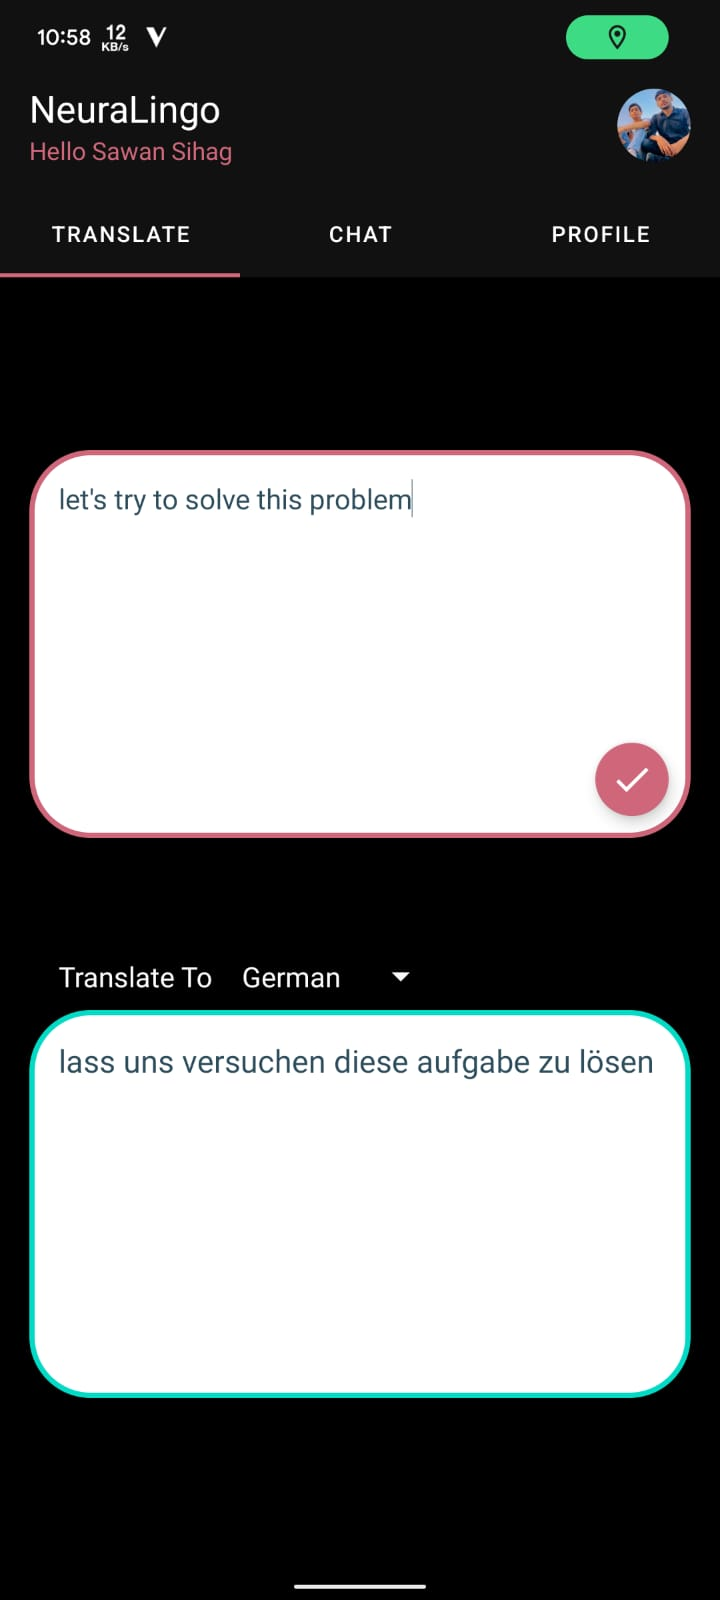 10:58 12 KB/s
NeuraLingo
Hello Sawan Sihag
TRANSLATE CHAT PROFILE
let's try to solve this problem
Translate To German
lass uns versuchen diese aufgabe zu lösen